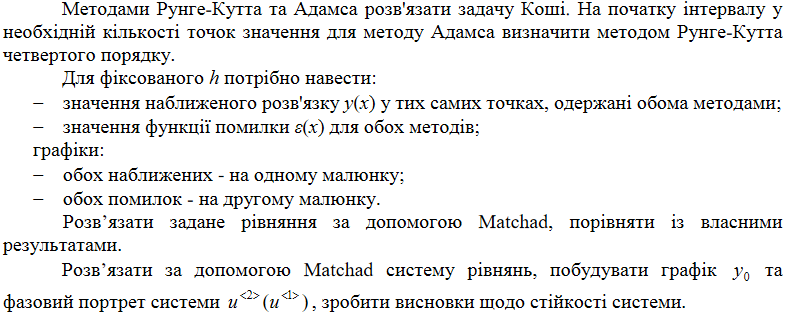 Методами Рунге-Кутта та Адамса розв'язати задачу Коші. На початку інтервалу у
необхідній кількості точок значення для методу Адамса визначити методом Рунге-Кутта
четвертого порядку.
Для фіксованого h потрібно навести:
− значення наближеного розв'язку y(x) у тих самих точках, одержані обома методами;
− значення функції помилки ε(x) для обох методів;
графіки:
− обох наближених - на одному малюнку;
− обох помилок - на другому малюнку.
Розв’язати задане рівняння за допомогою Matchad, порівняти із власними
результатами.
Розв’язати за допомогою Matchad систему рівнянь, побудувати графік y₀ та
фазовий портрет системи u^<2>(u^<1>), зробити висновки щодо стійкості системи.